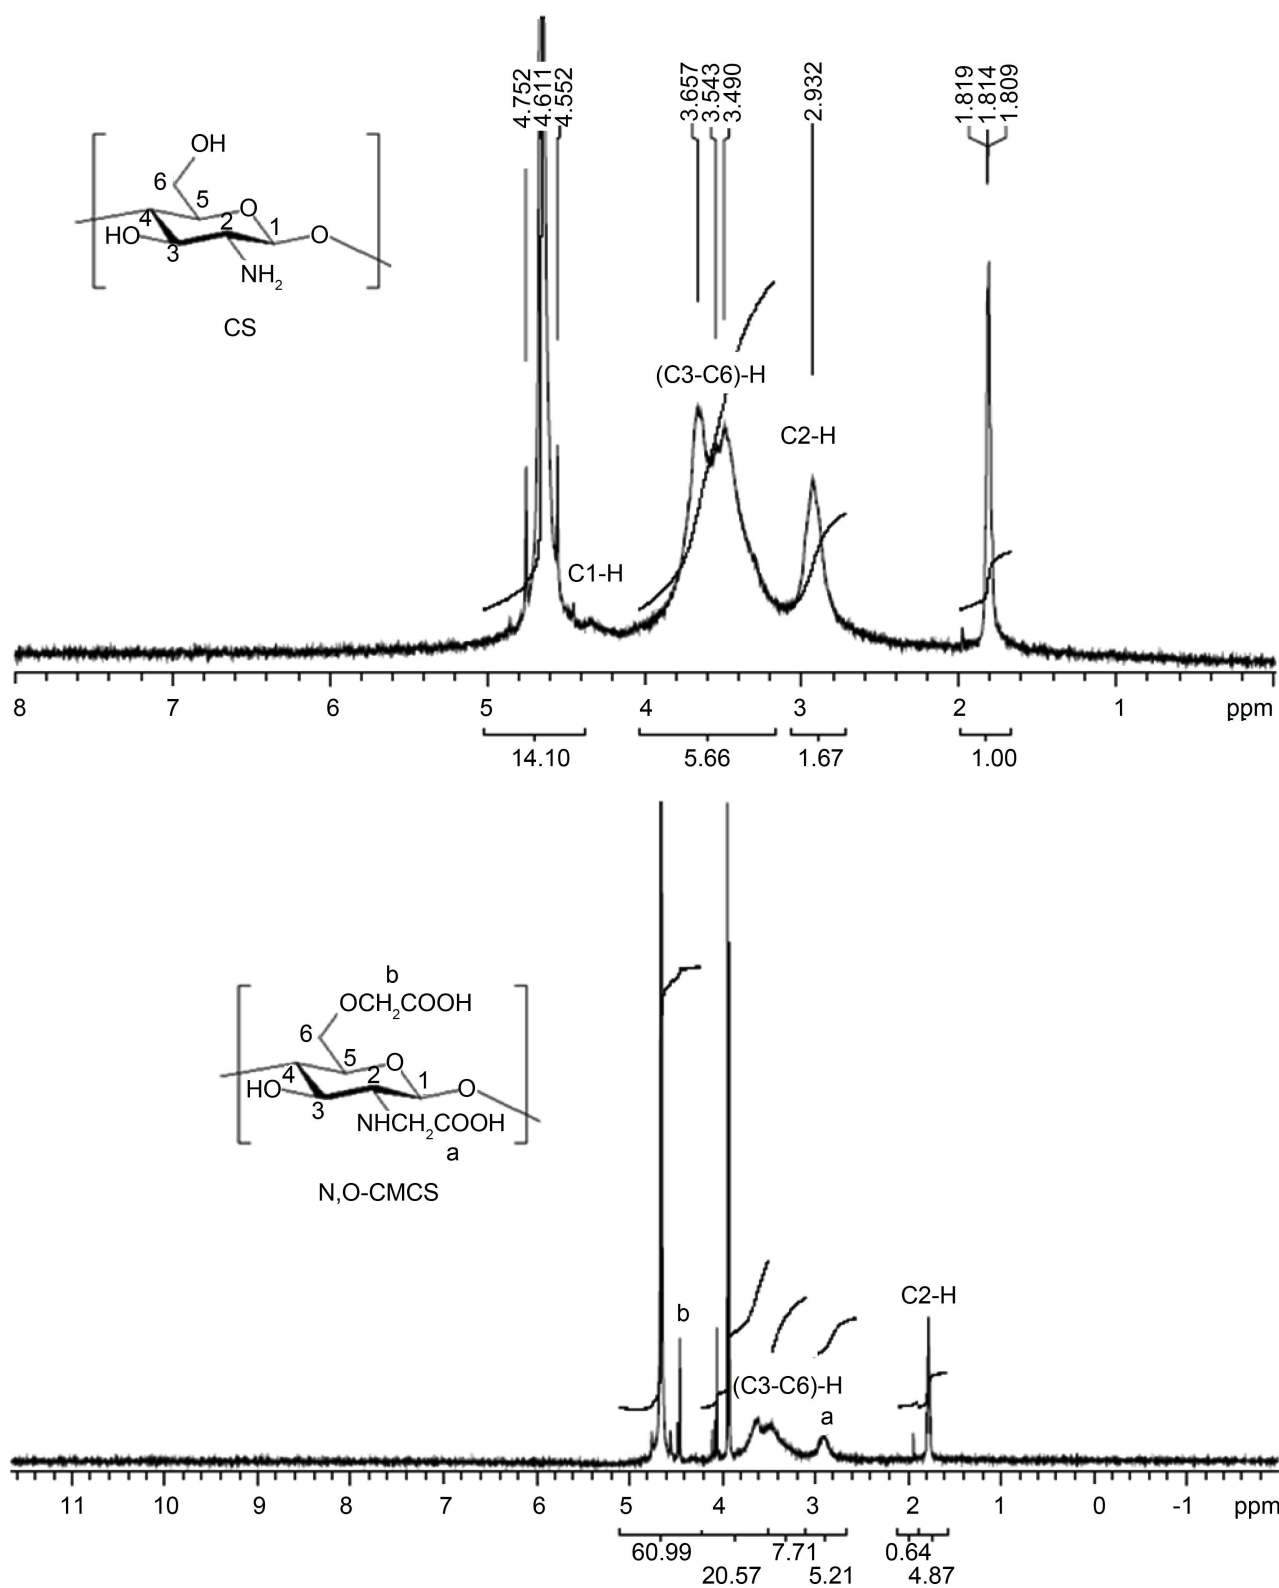 4.752
4.611
4.552
3.657
3.543
3.490
2.932
1.819
1.814
1.809
OH
6
5
O
4
2
1
HO
3
O
NH2
CS
(C3-C6)-H
C2-H
C1-H
8 7 6 5 4 3 2 1 ppm
14.10 5.66 1.67 1.00
b
OCH2COOH
6
5
O
4
2
1
HO
O
3
NHCH2COOH
a
N,O-CMCS
b
C2-H
(C3-C6)-H
a
11 10 9 8 7 6 5 4 3 2 1 0 -1 ppm
60.99 7.71 0.64
20.57 5.21 4.87